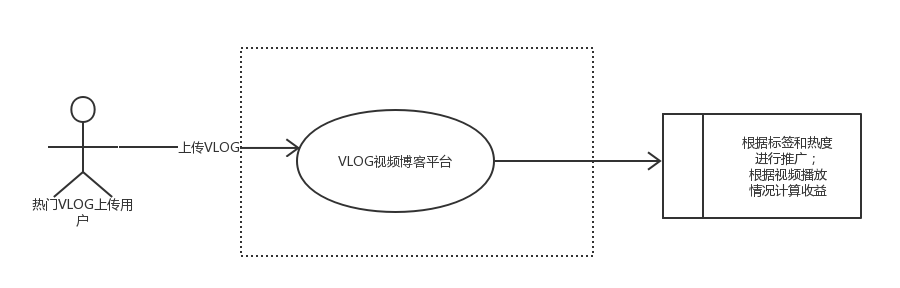 上传VLOG
热门VLOG上传用
户
VLOG视频博客平台
根据标签和热度
进行推广；
根据视频播放
情况计算收益